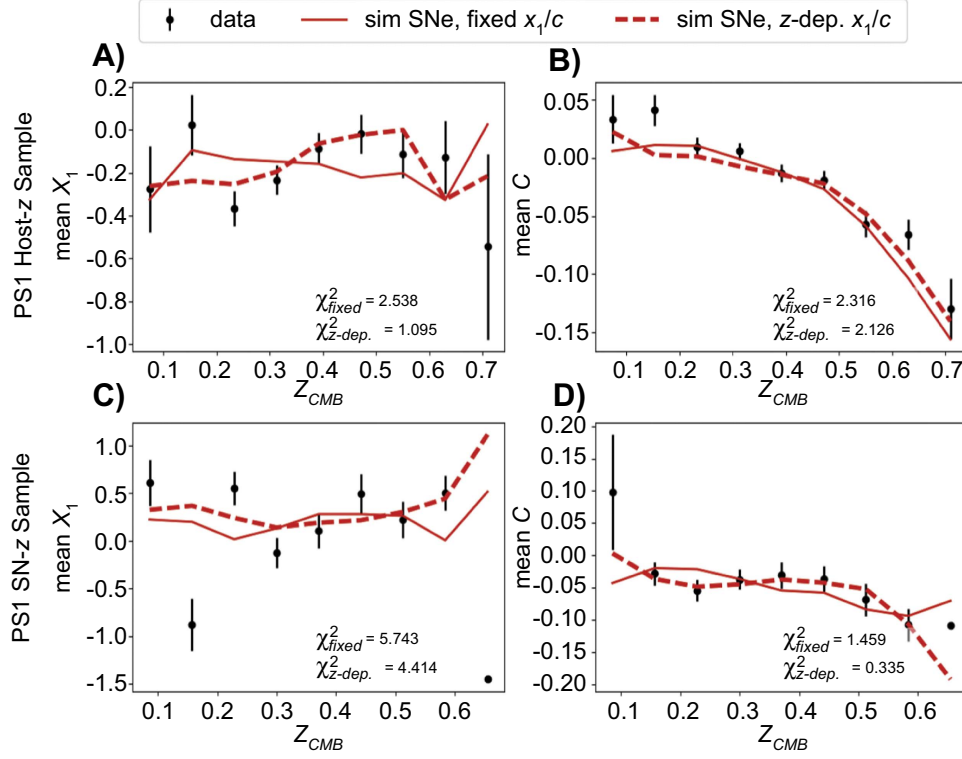 data sim SNe, fixed x₁/c sim SNe, z-dep. x₁/c
A)
PS1 Host-z Sample
mean X₁
0.2
0.0
-0.2
-0.4
-0.6
-0.8
-1.0
χ²fixed = 2.538
χ²z-dep. = 1.095
0.1 0.2 0.3 0.4 0.5 0.6 0.7
Z_CMB
B)
mean C
0.05
0.00
-0.05
-0.10
-0.15
χ²fixed = 2.316
χ²z-dep. = 2.126
0.1 0.2 0.3 0.4 0.5 0.6 0.7
Z_CMB
C)
PS1 SN-z Sample
mean X₁
1.0
0.5
0.0
-0.5
-1.0
-1.5
χ²fixed = 5.743
χ²z-dep. = 4.414
0.1 0.2 0.3 0.4 0.5 0.6
Z_CMB
D)
mean C
0.20
0.15
0.10
0.05
0.00
-0.05
-0.10
-0.15
-0.20
χ²fixed = 1.459
χ²z-dep. = 0.335
0.1 0.2 0.3 0.4 0.5 0.6
Z_CMB